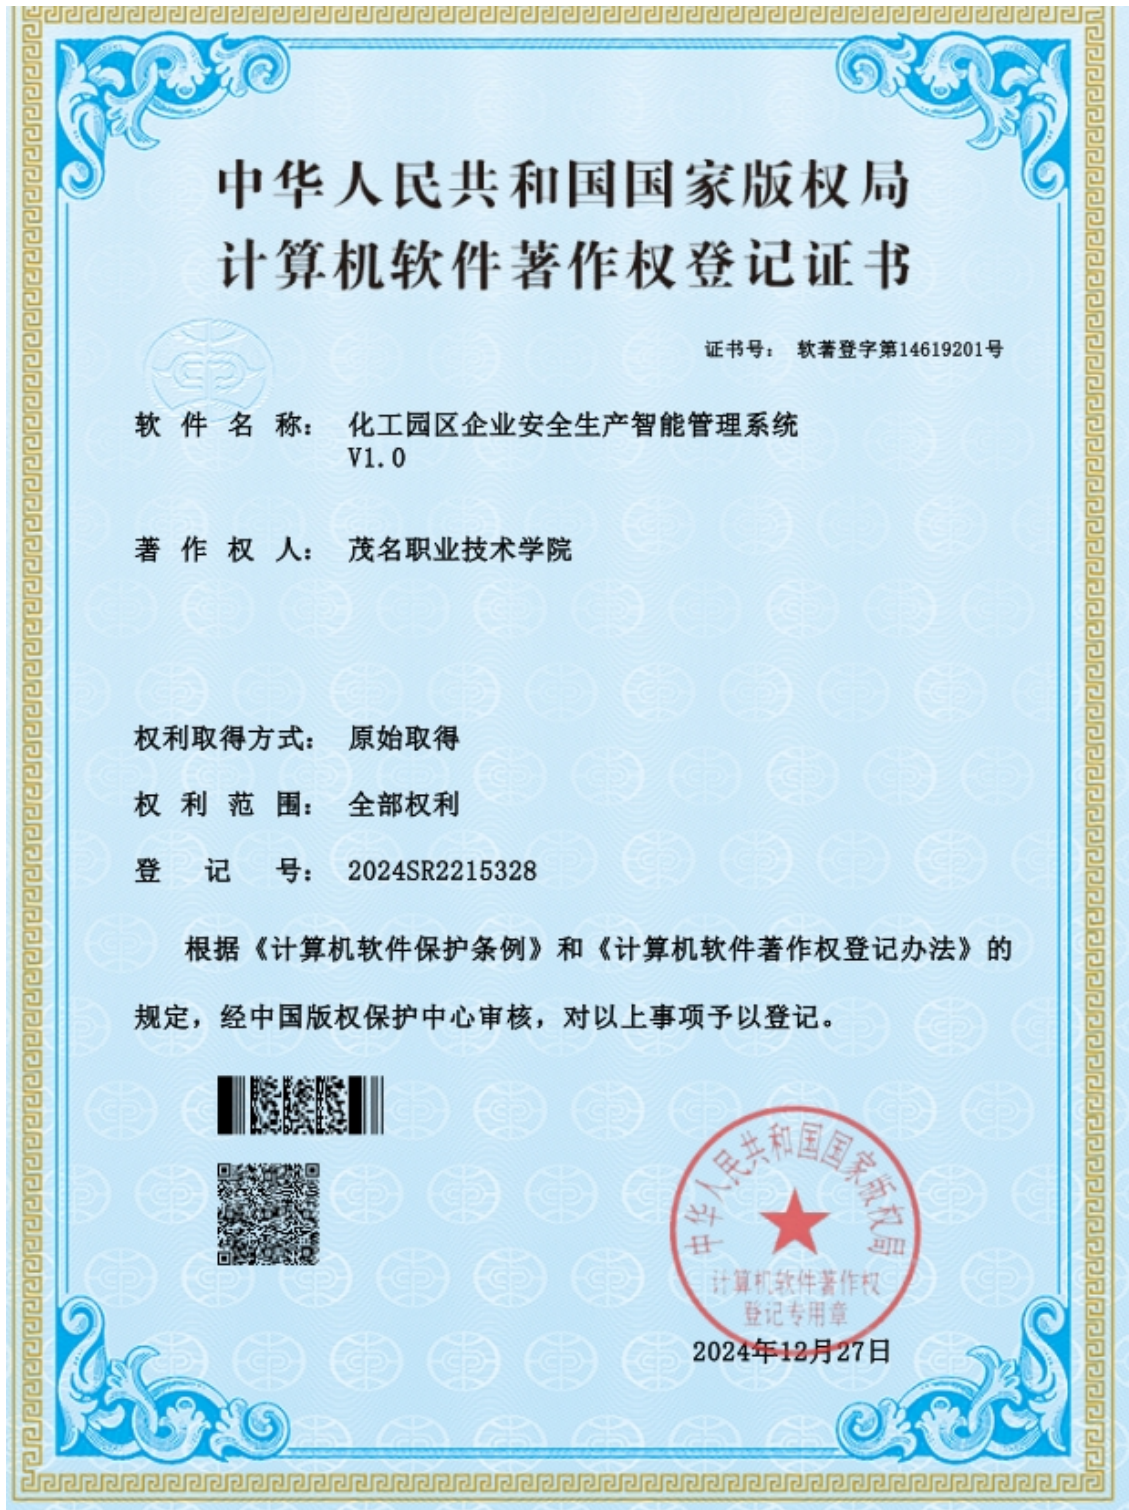 中华人民共和国国家版权局
计算机软件著作权登记证书
证书号： 软著登字第14619201号
软件名称： 化工园区企业安全生产智能管理系统
V1.0
著作权人： 茂名职业技术学院
权利取得方式： 原始取得
权利范围： 全部权利
登记号： 2024SR2215328
根据《计算机软件保护条例》和《计算机软件著作权登记办法》的
规定，经中国版权保护中心审核，对以上事项予以登记。
中华人民共和国国家版权局
计算机软件著作权
登记专用章
2024年12月27日